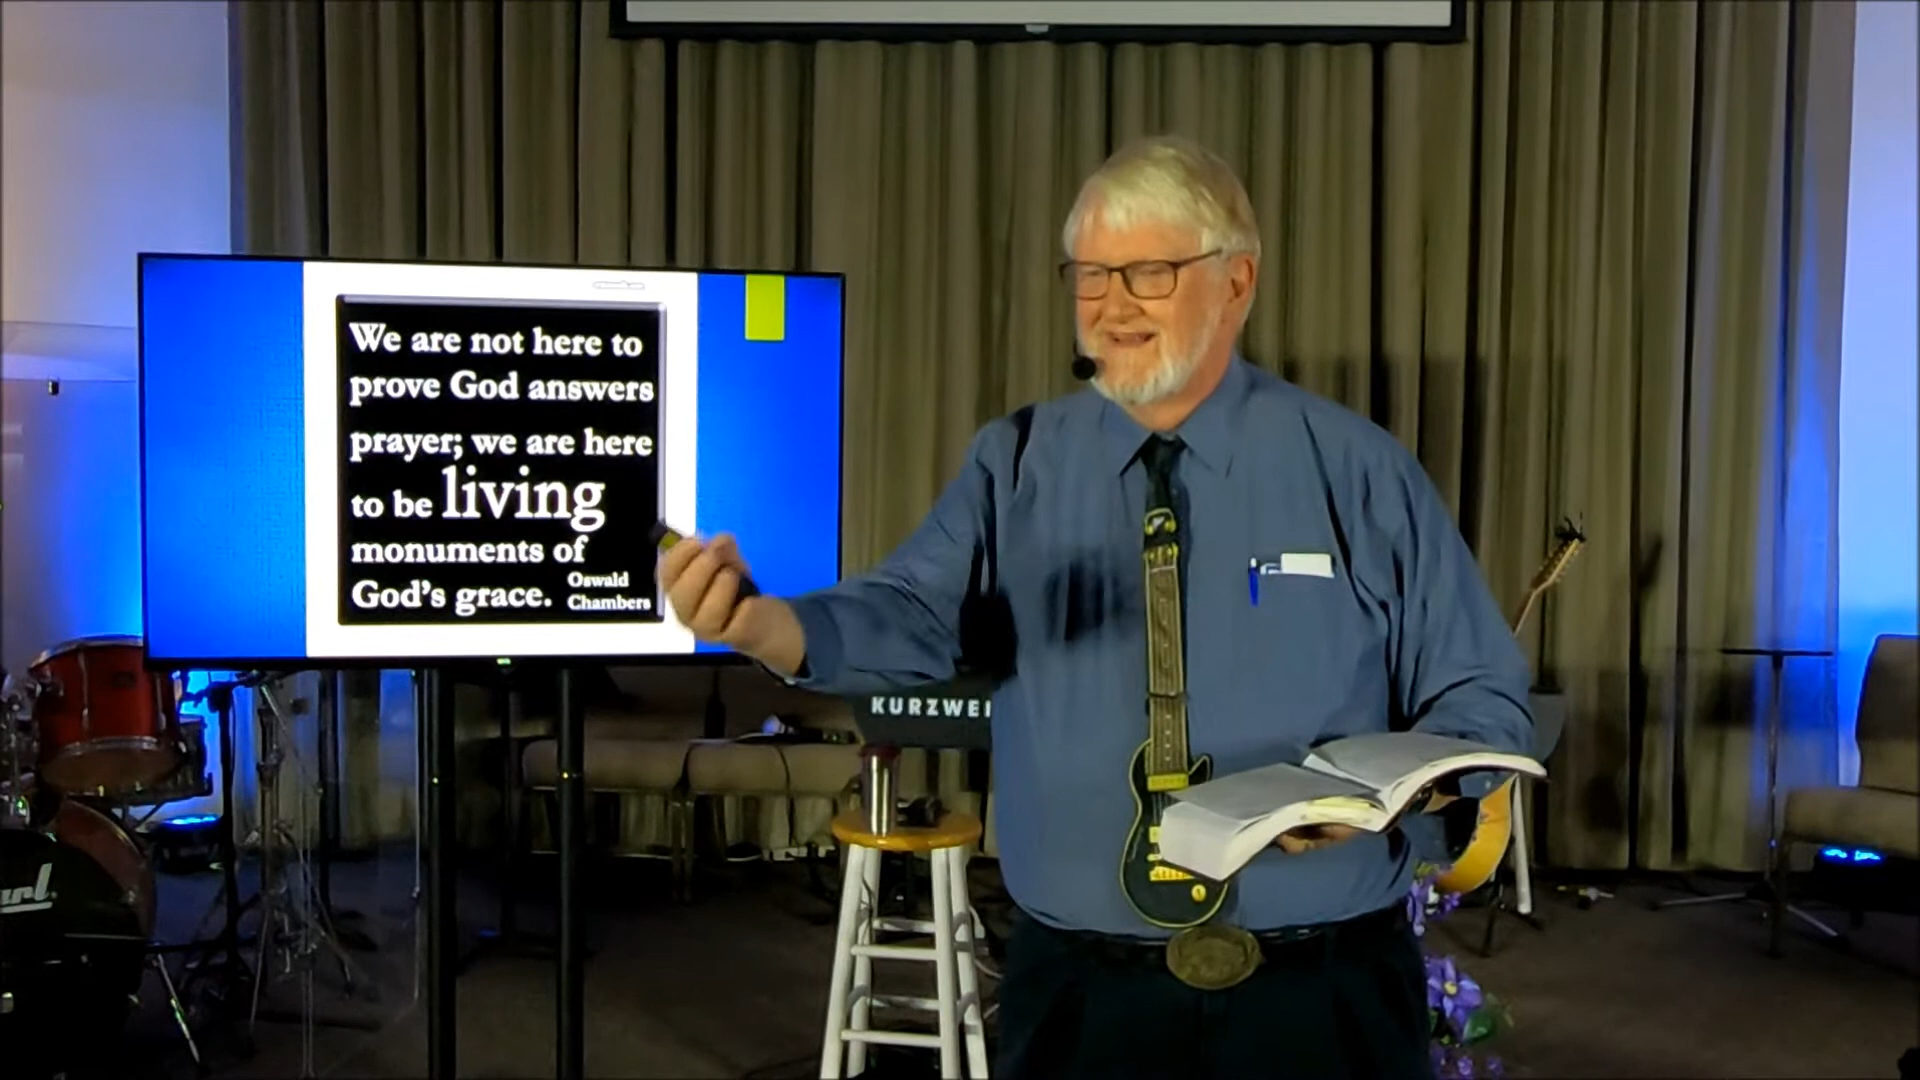 We are not here to
prove God answers
prayer; we are here
to be living
monuments of
God's grace. Oswald
Chambers
KURZWEI
arl